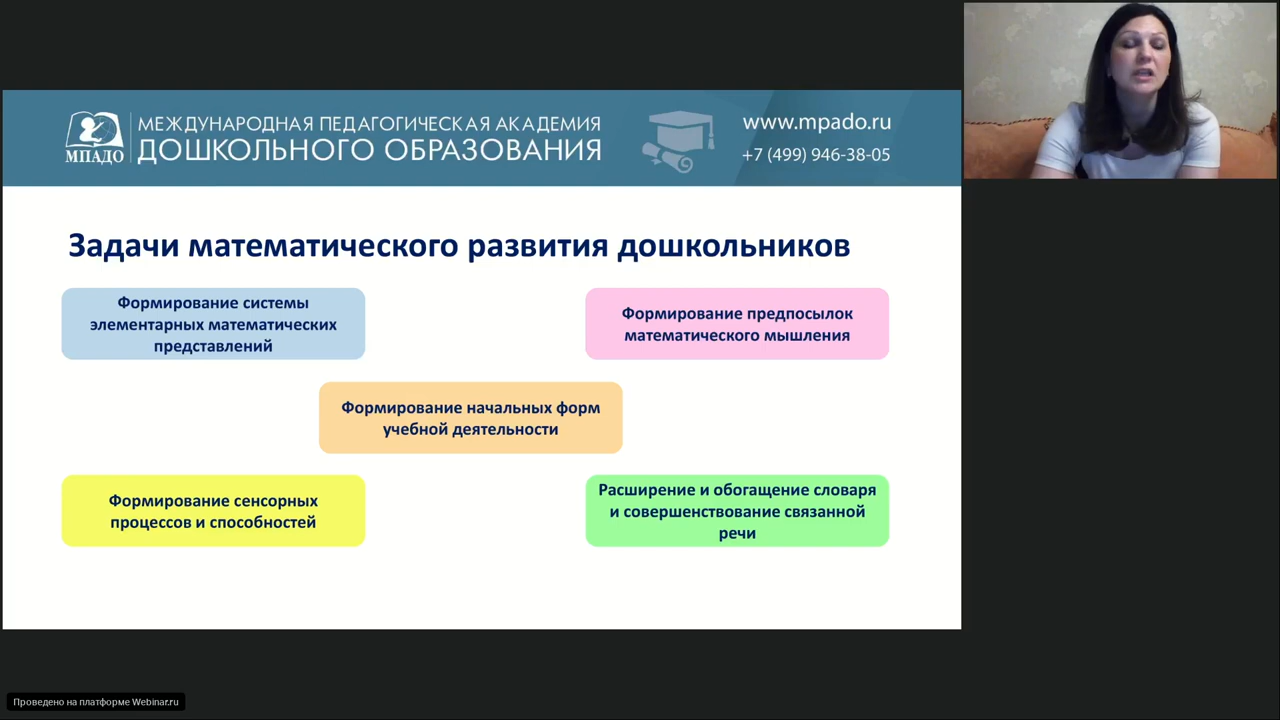 МПАДО
МЕЖДУНАРОДНАЯ ПЕДАГОГИЧЕСКАЯ АКАДЕМИЯ
ДОШКОЛЬНОГО ОБРАЗОВАНИЯ
www.mpado.ru
+7 (499) 946-38-05
Задачи математического развития дошкольников
Формирование системы
элементарных математических
представлений
Формирование предпосылок
математического мышления
Формирование начальных форм
учебной деятельности
Формирование сенсорных
процессов и способностей
Расширение и обогащение словаря
и совершенствование связанной
речи
Проведено на платформе Webinar.ru